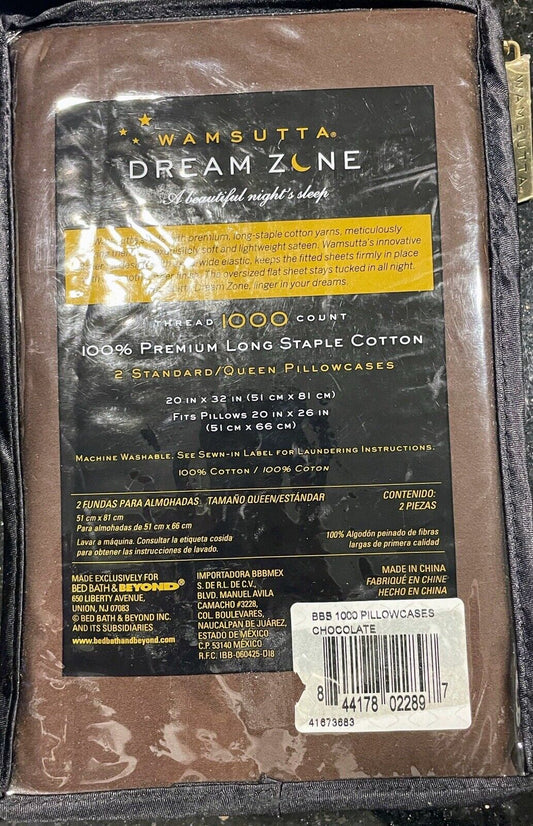 WAMSUTTA®
DREAM ZONE
A beautiful night's sleep
premium, long-staple cotton yarns, meticulously
soft and lightweight sateen. Wamsutta's innovative
wide elastic, keeps the fitted sheets firmly in place
The oversized flat sheet stays tucked in all night.
Dream Zone, linger in your dreams.
THREAD 1000 COUNT
100% PREMIUM LONG STAPLE COTTON
2 STANDARD/QUEEN PILLOWCASES
20 IN X 32 IN (51 CM X 81 CM)
FITS PILLOWS 20 IN X 26 IN
(51 CM X 66 CM)
MACHINE WASHABLE. SEE SEWN-IN LABEL FOR LAUNDERING INSTRUCTIONS.
100% COTTON / 100% COTON
2 FUNDAS PARA ALMOHADAS TAMAÑO QUEEN/ESTÁNDAR
51 cm x 81 cm
Para almohadas de 51 cm x 66 cm
Lavar a máquina. Consultar la etiqueta cosida
para obtener las instrucciones de lavado.
CONTENIDO:
2 PIEZAS
100% Algodón peinado de fibras
largas de primera calidad
MADE EXCLUSIVELY FOR
BED BATH & BEYOND®
650 LIBERTY AVENUE,
UNION, NJ 07083
© BED BATH & BEYOND INC.
AND ITS SUBSIDIARIES
www.bedbathandbeyond.com
IMPORTADORA BBBMEX
S. DE R.L. DE C.V.
BLVD. MANUEL AVILA
CAMACHO #3228,
COL. BOULEVARES,
NAUCALPAN DE JUÁREZ,
ESTADO DE MÉXICO
C.P. 53140 MÉXICO
R.F.C. IBB-060425-DI8
MADE IN CHINA
FABRIQUÉ EN CHINE
HECHO EN CHINA
BBB 1000 PILLOWCASES
CHOCOLATE
8 44178 02289 7
41673683
WAMSUTTA